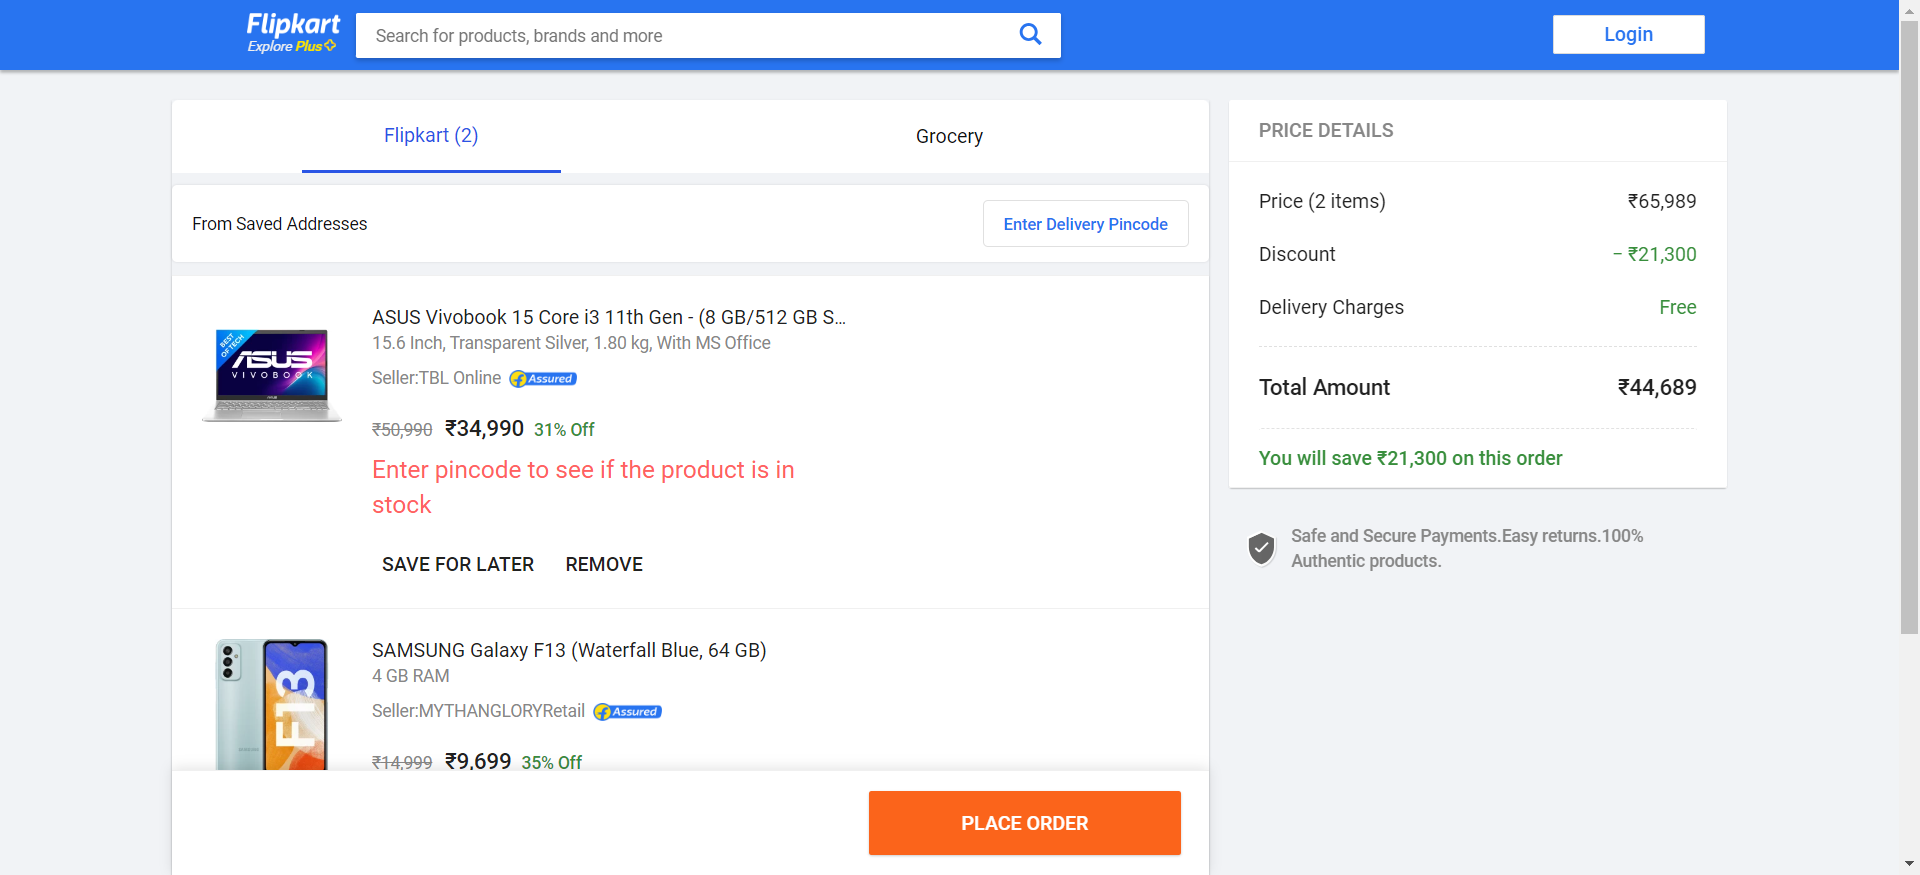 Flipkart
Explore Plus
Search for products, brands and more
Login
Flipkart (2)
Grocery
From Saved Addresses
Enter Delivery Pincode
BEST
OF TECH
ASUS
VIVOBOOK
ASUS Vivobook 15 Core i3 11th Gen - (8 GB/512 GB S...
15.6 Inch, Transparent Silver, 1.80 kg, With MS Office
Seller:TBL Online
Assured
₹50,990 ₹34,990 31% Off
Enter pincode to see if the product is in
stock
SAVE FOR LATER REMOVE
F13
SAMSUNG Galaxy F13 (Waterfall Blue, 64 GB)
4 GB RAM
Seller:MYTHANGLORYRetail
Assured
₹14,999 ₹9,699 35% Off
PLACE ORDER
PRICE DETAILS
Price (2 items) ₹65,989
Discount − ₹21,300
Delivery Charges Free
Total Amount ₹44,689
You will save ₹21,300 on this order
Safe and Secure Payments.Easy returns.100%
Authentic products.